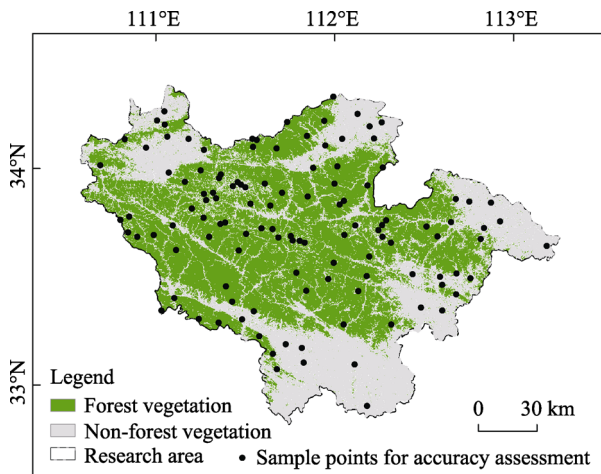 111°E 112°E 113°E
34°N
33°N
Legend
Forest vegetation
Non-forest vegetation
Research area
Sample points for accuracy assessment
0 30 km